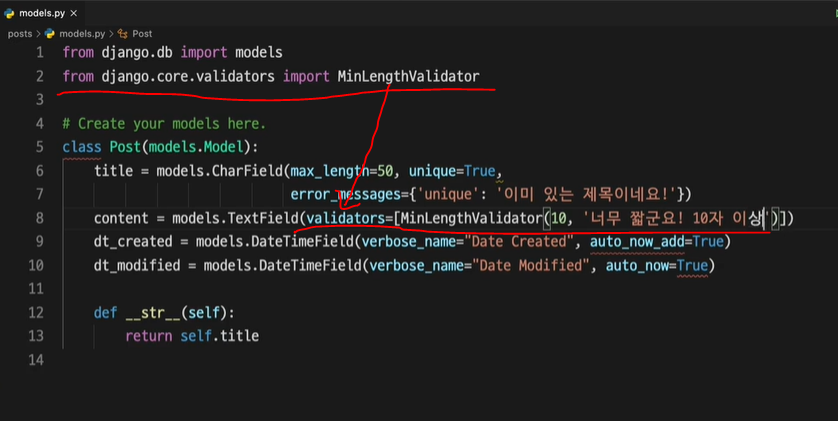 models.py ×
posts > models.py > Post
1 from django.db import models
2 from django.core.validators import MinLengthValidator
3
4 # Create your models here.
5 class Post(models.Model):
6 title = models.CharField(max_length=50, unique=True,
7 error_messages={'unique': '이미 있는 제목이네요!'})
8 content = models.TextField(validators=[MinLengthValidator(10, '너무 짧군요! 10자 이상')])
9 dt_created = models.DateTimeField(verbose_name="Date Created", auto_now_add=True)
10 dt_modified = models.DateTimeField(verbose_name="Date Modified", auto_now=True)
11
12 def __str__(self):
13 return self.title
14